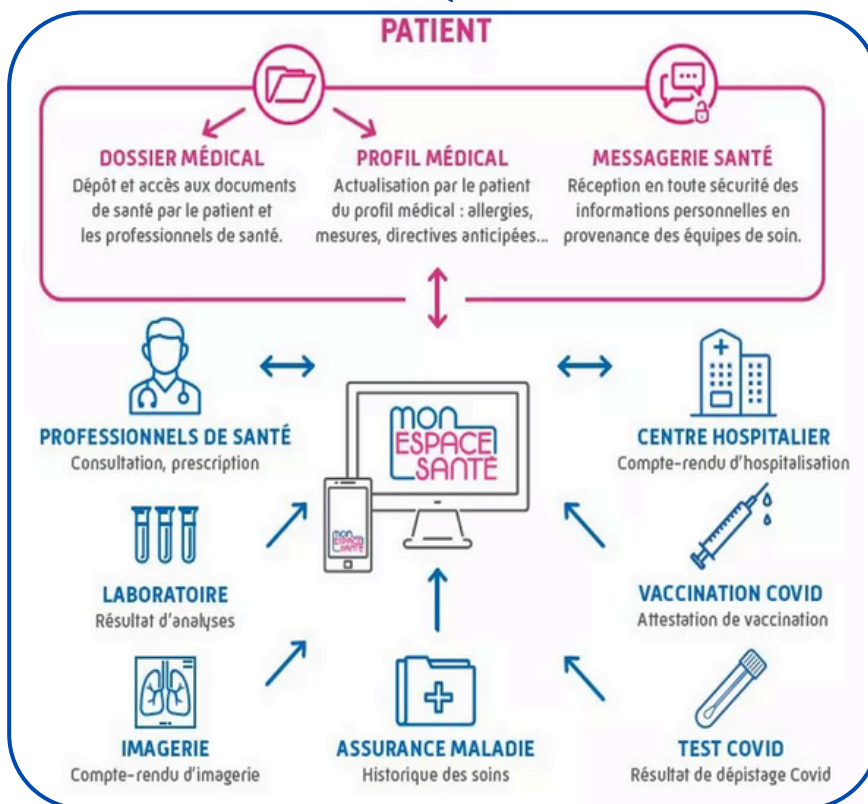 PATIENT
DOSSIER MÉDICAL
Dépôt et accès aux documents
de santé par le patient et
les professionnels de santé.
PROFIL MÉDICAL
Actualisation par le patient
du profil médical : allergies,
mesures, directives anticipées...
MESSAGERIE SANTÉ
Réception en toute sécurité des
informations personnelles en
provenance des équipes de soin.
PROFESSIONNELS DE SANTÉ
Consultation, prescription
mon
ESPACE
SANTÉ
mon
ESPACE
SANTÉ
CENTRE HOSPITALIER
Compte-rendu d'hospitalisation
LABORATOIRE
Résultat d'analyses
VACCINATION COVID
Attestation de vaccination
IMAGERIE
Compte-rendu d'imagerie
ASSURANCE MALADIE
Historique des soins
TEST COVID
Résultat de dépistage Covid